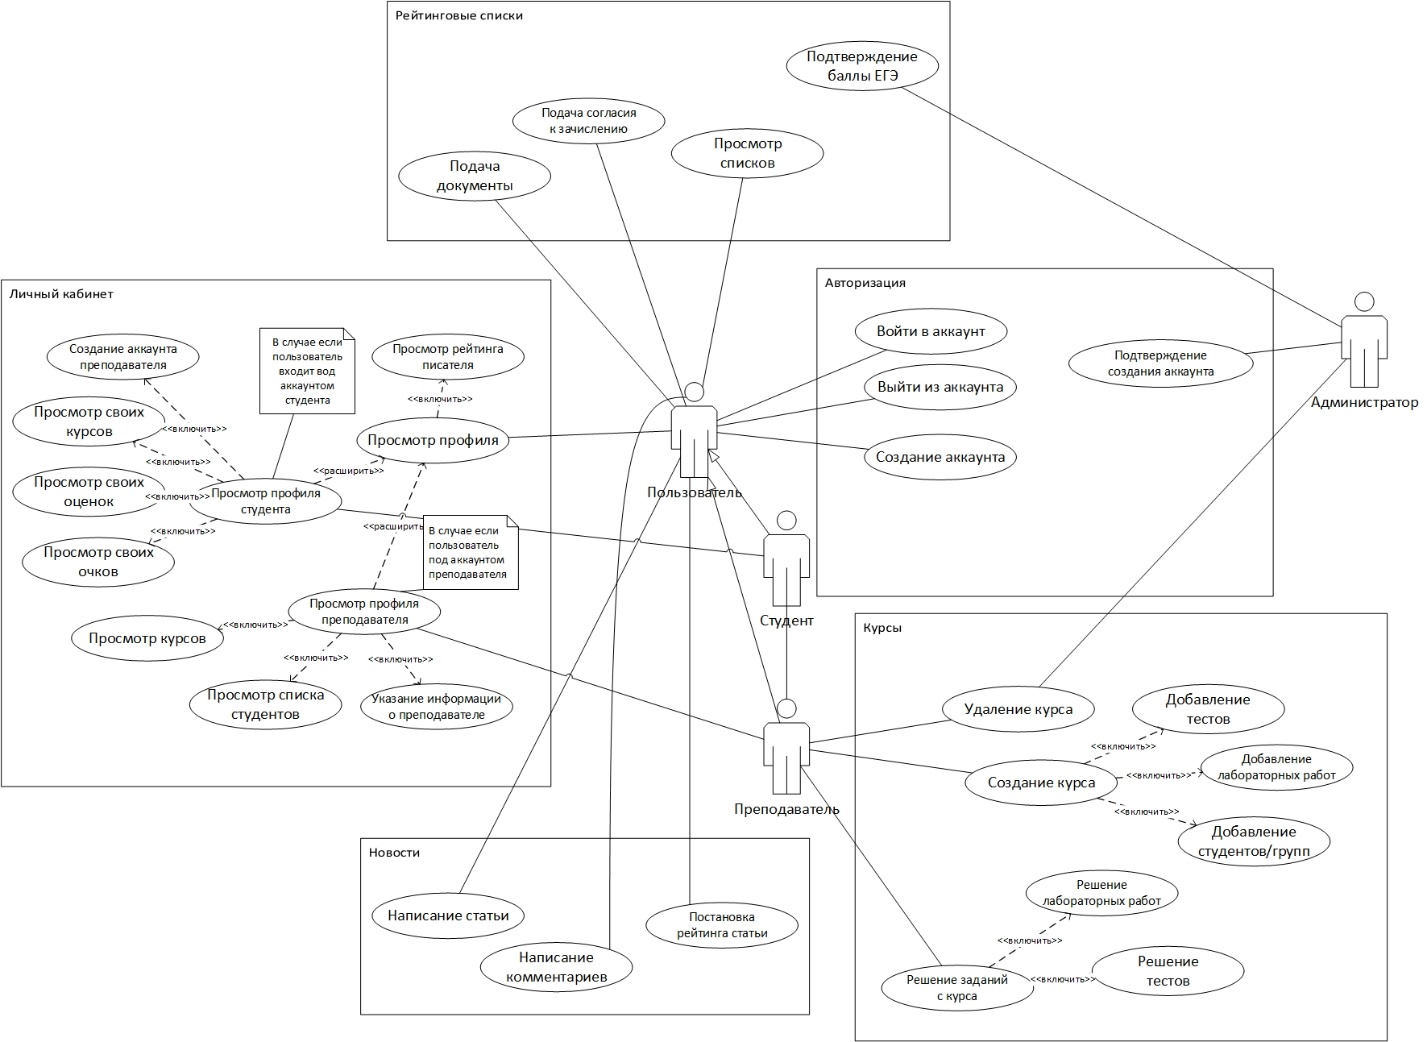 Рейтинговые списки
Подтверждение
баллы ЕГЭ
Подача согласия
к зачислению
Просмотр
списков
Подача
документы
Личный кабинет
Создание аккаунта
преподавателя
В случае если
пользователь
входит вод
аккаунтом
студента
Просмотр рейтинга
писателя
<<включить>>
Просмотр своих
курсов
<<включить>>
Просмотр профиля
<<включить>>
<<расширить>>
Просмотр своих
оценок
<<включить>>
Просмотр профиля
студента
<<включить>>
<<расширить
В случае если
пользователь
под аккаунтом
преподавателя
Просмотр своих
очков
Просмотр профиля
преподавателя
<<включить>>
Просмотр курсов
<<включить>>
<<включить>>
Просмотр списка
студентов
Указание информации
о преподавателе
Авторизация
Войти в аккаунт
Выйти из аккаунта
Создание аккаунта
Подтверждение
создания аккаунта
Администратор
Пользователь
Студент
Преподаватель
Курсы
Удаление курса
Добавление
тестов
<<включить>>
Создание курса
<<включить>>
Добавление
лабораторных работ
<<включить>>
Добавление
студентов/групп
Решение
лабораторных работ
<<включить>>
Решение заданий
с курса
<<включить>>
Решение
тестов
Новости
Написание статьи
Написание
комментариев
Постановка
рейтинга статьи